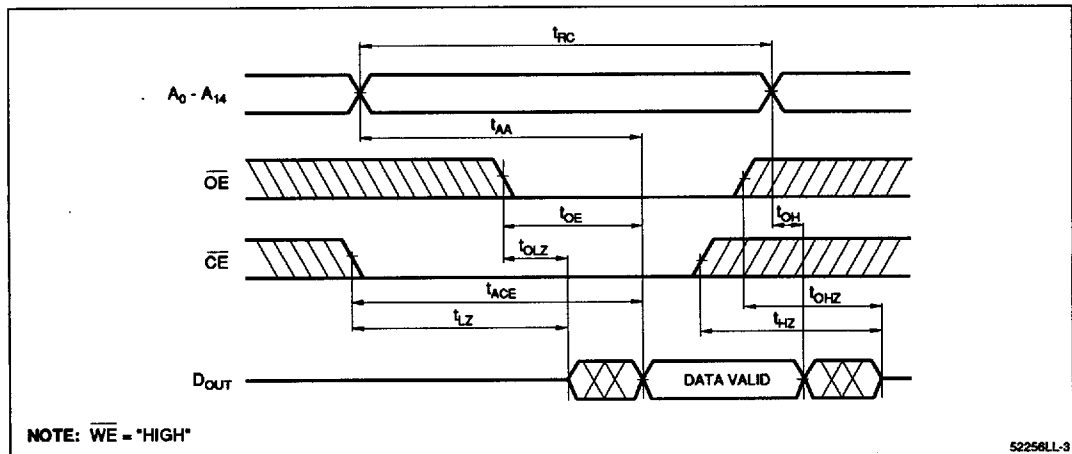 tRC
A0 - A14
tAA
OE
tOE
tOH
tOLZ
CE
tACE
tOHZ
tLZ
tHZ
DOUT
DATA VALID
NOTE: WE = "HIGH"
52256LL-3